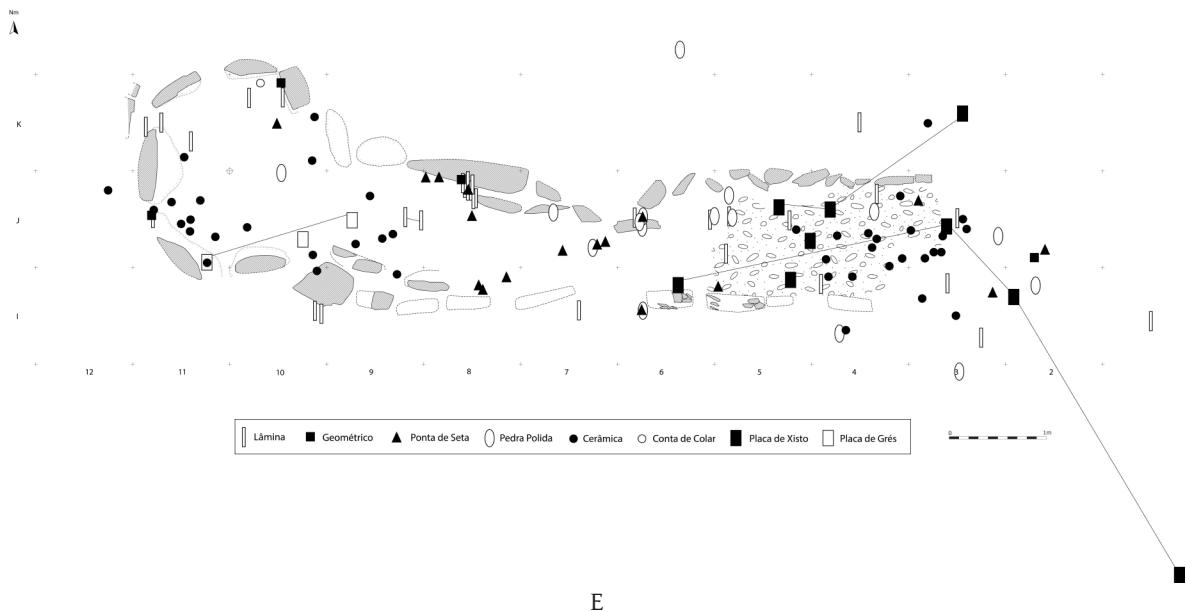 Nm
K
J
I
12 11 10 9 8 7 6 5 4 3 2
Lâmina Geométrico Ponta de Seta Pedra Polida Cerâmica Conta de Colar Placa de Xisto Placa de Grés
0 1m
E